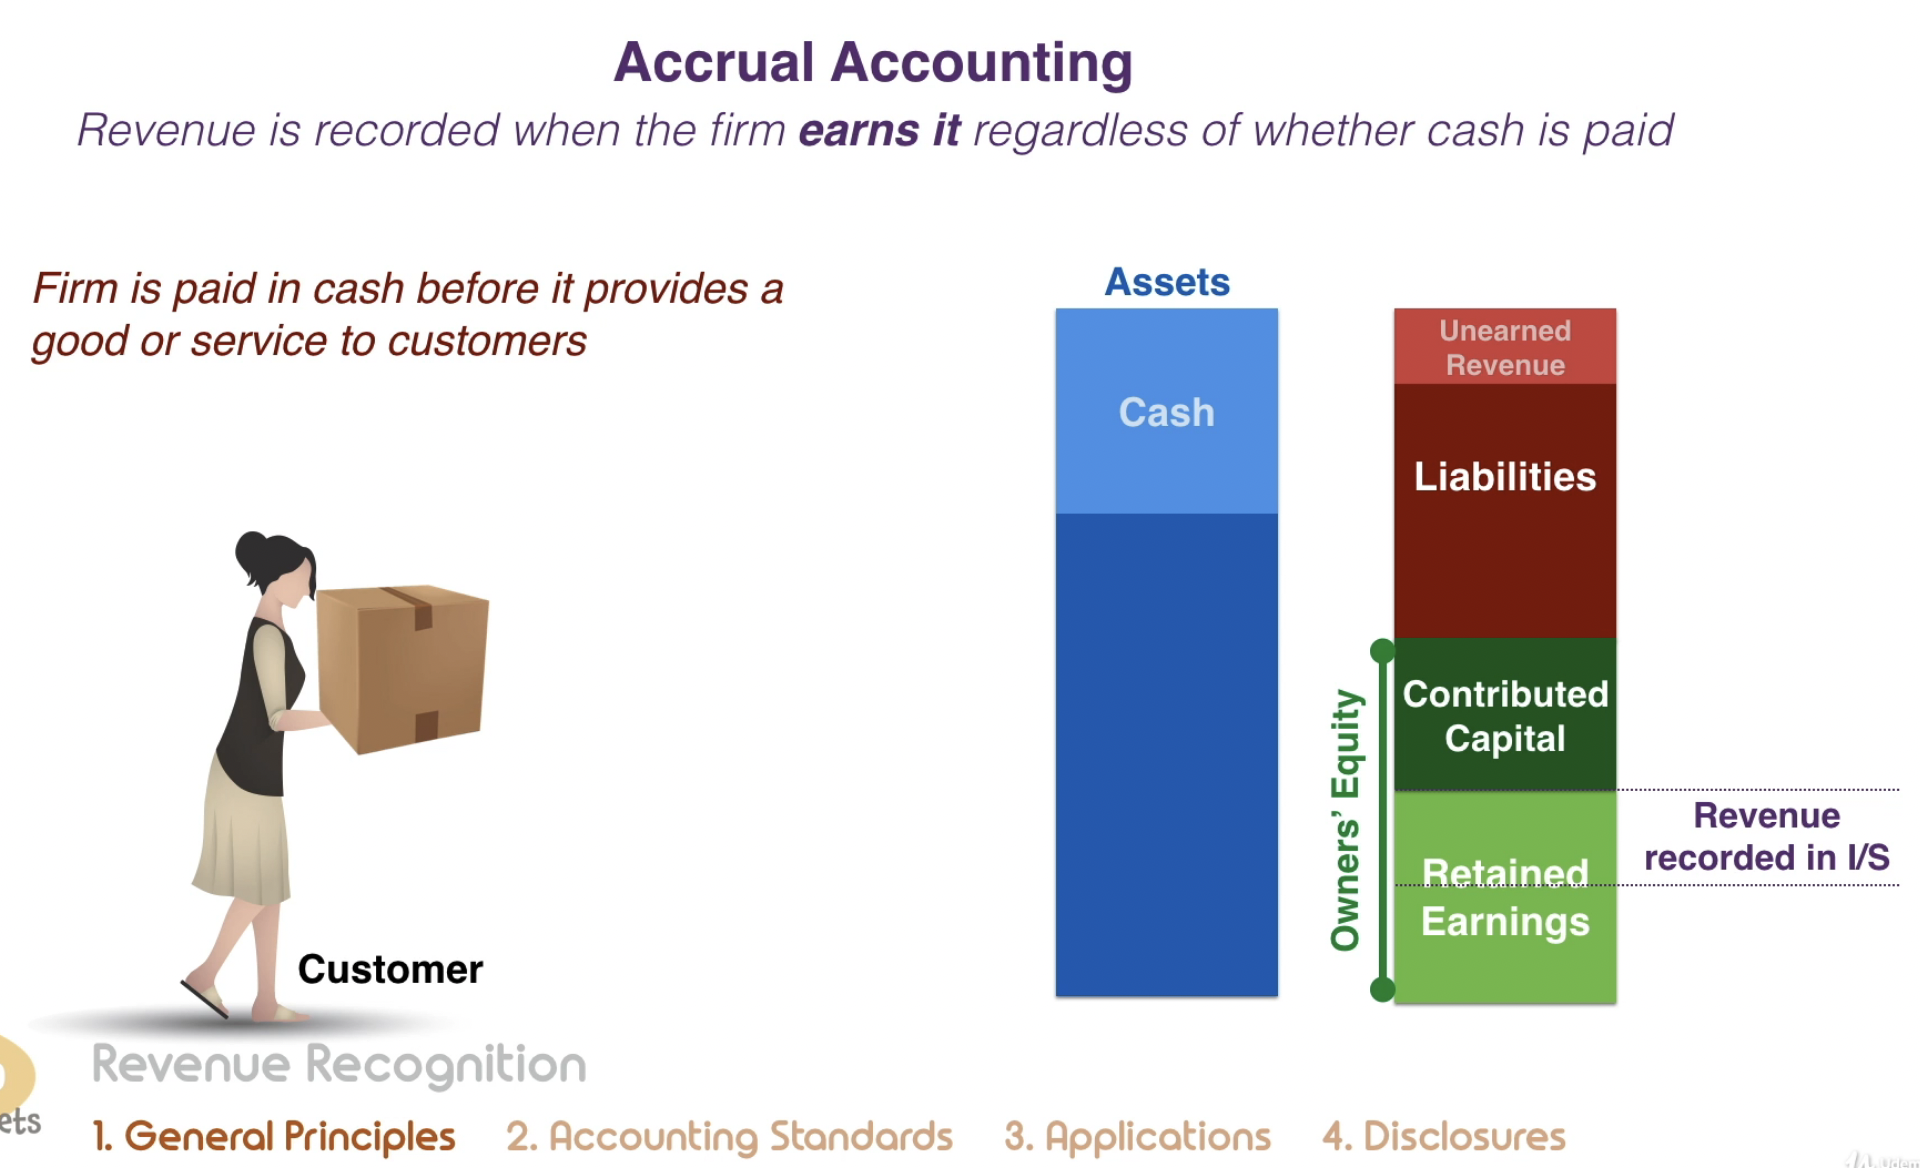 Accrual Accounting
Revenue is recorded when the firm earns it regardless of whether cash is paid
Firm is paid in cash before it provides a
good or service to customers
Assets
Cash
Unearned
Revenue
Liabilities
Contributed
Capital
Retained
Earnings
Owners’ Equity
Revenue
recorded in I/S
Customer
Revenue Recognition
1. General Principles
2. Accounting Standards
3. Applications
4. Disclosures